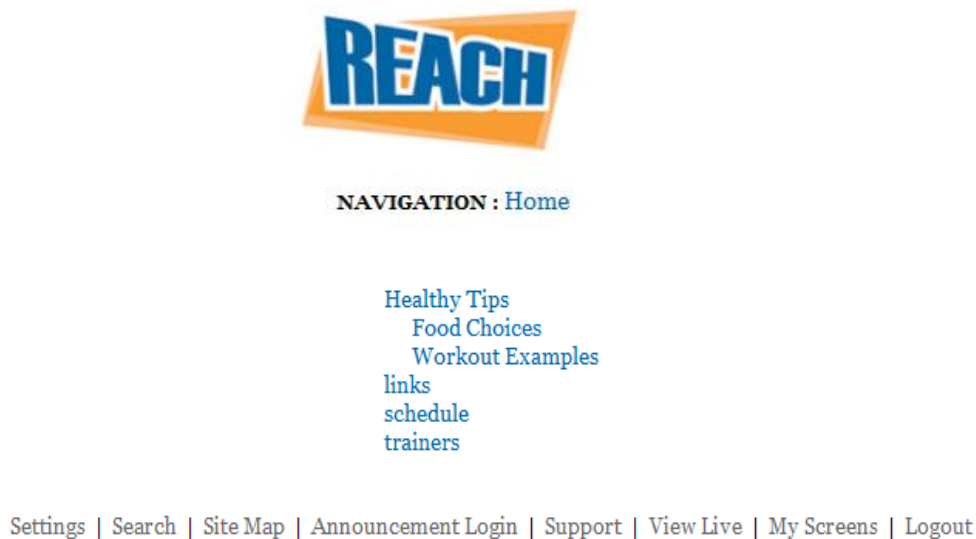 REACH
NAVIGATION : Home
Healthy Tips
Food Choices
Workout Examples
links
schedule
trainers
Settings | Search | Site Map | Announcement Login | Support | View Live | My Screens | Logout